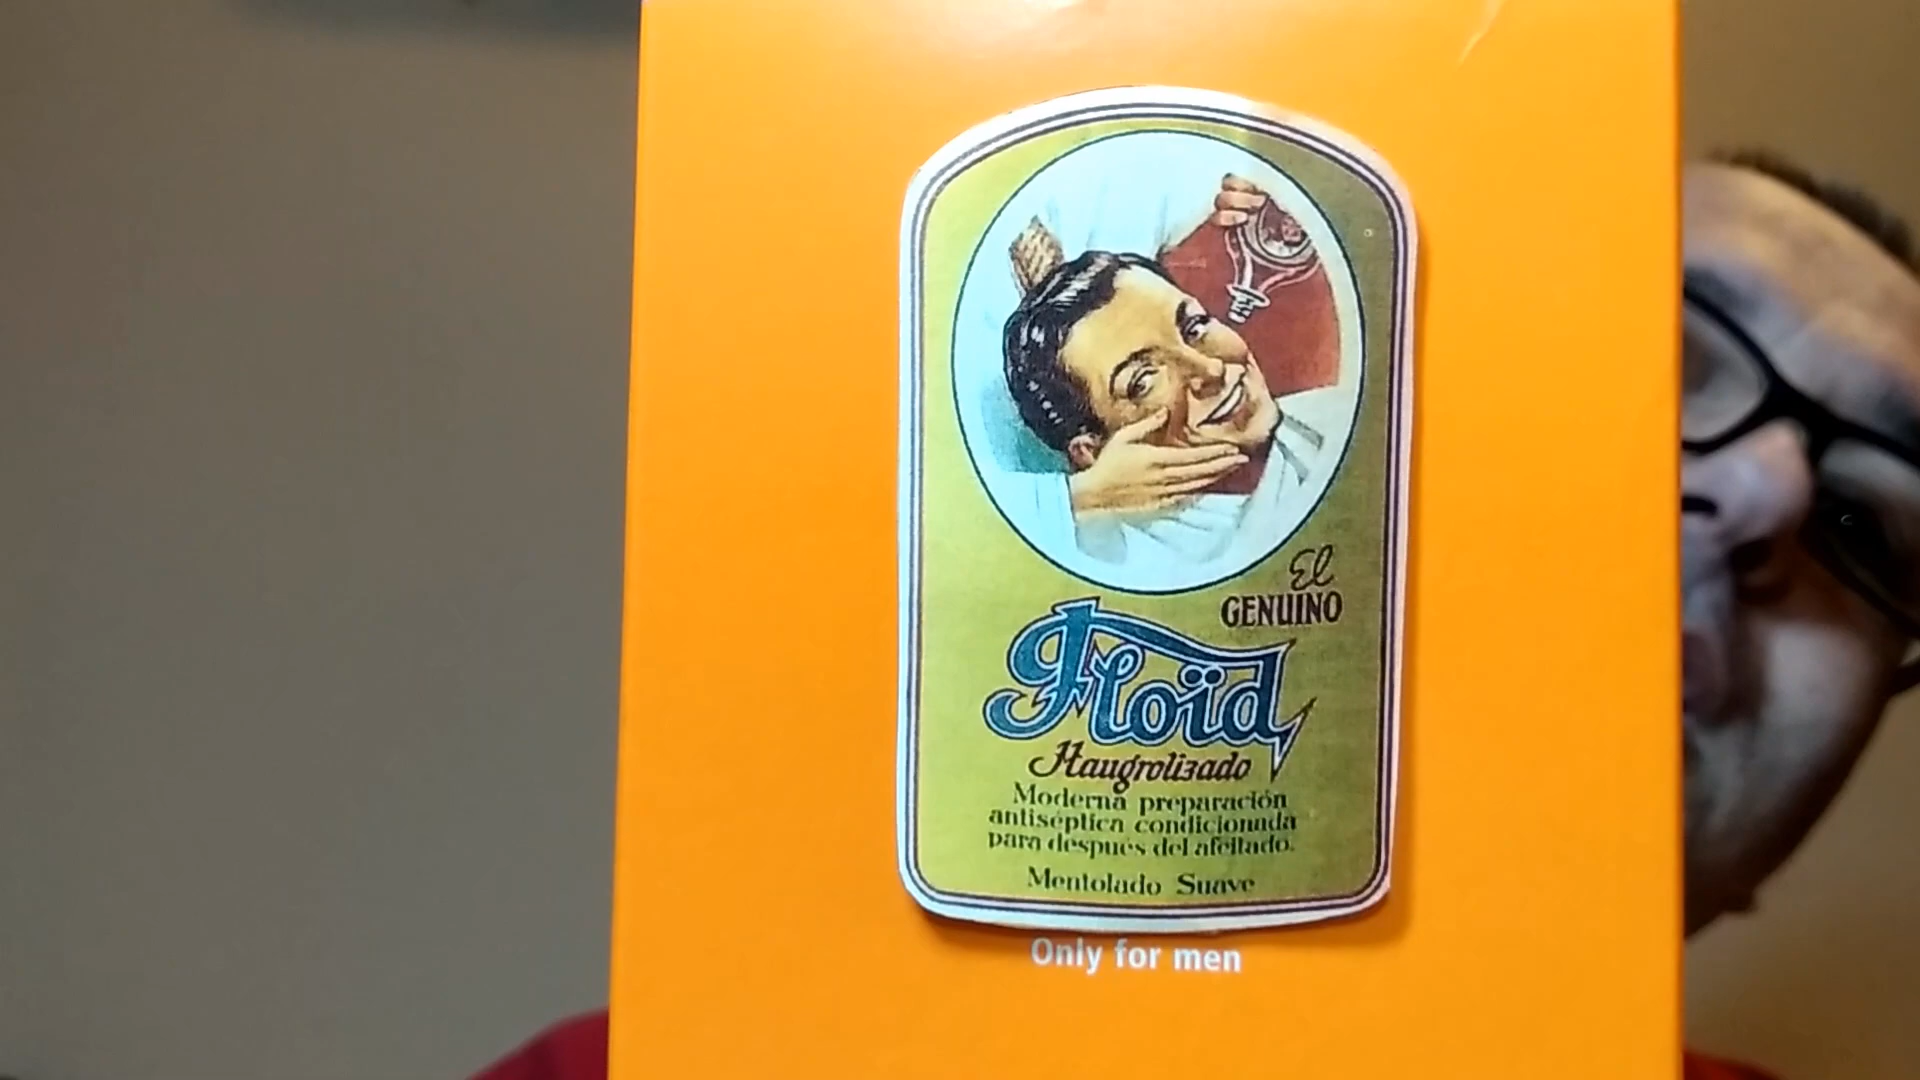 El
GENUINO
Floïd
Haugrolizado
Moderna preparación
antiséptica condicionada
para después del afeitado.
Mentolado Suave
Only for men